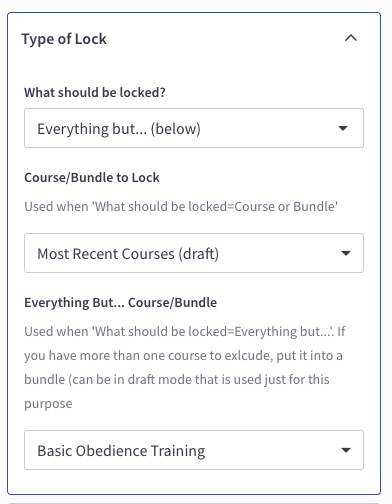 Type of Lock
What should be locked?
Everything but... (below)
Course/Bundle to Lock
Used when 'What should be locked=Course or Bundle'
Most Recent Courses (draft)
Everything But... Course/Bundle
Used when 'What should be locked=Everything but...'. If
you have more than one course to exlcude, put it into a
bundle (can be in draft mode that is used just for this
purpose
Basic Obedience Training